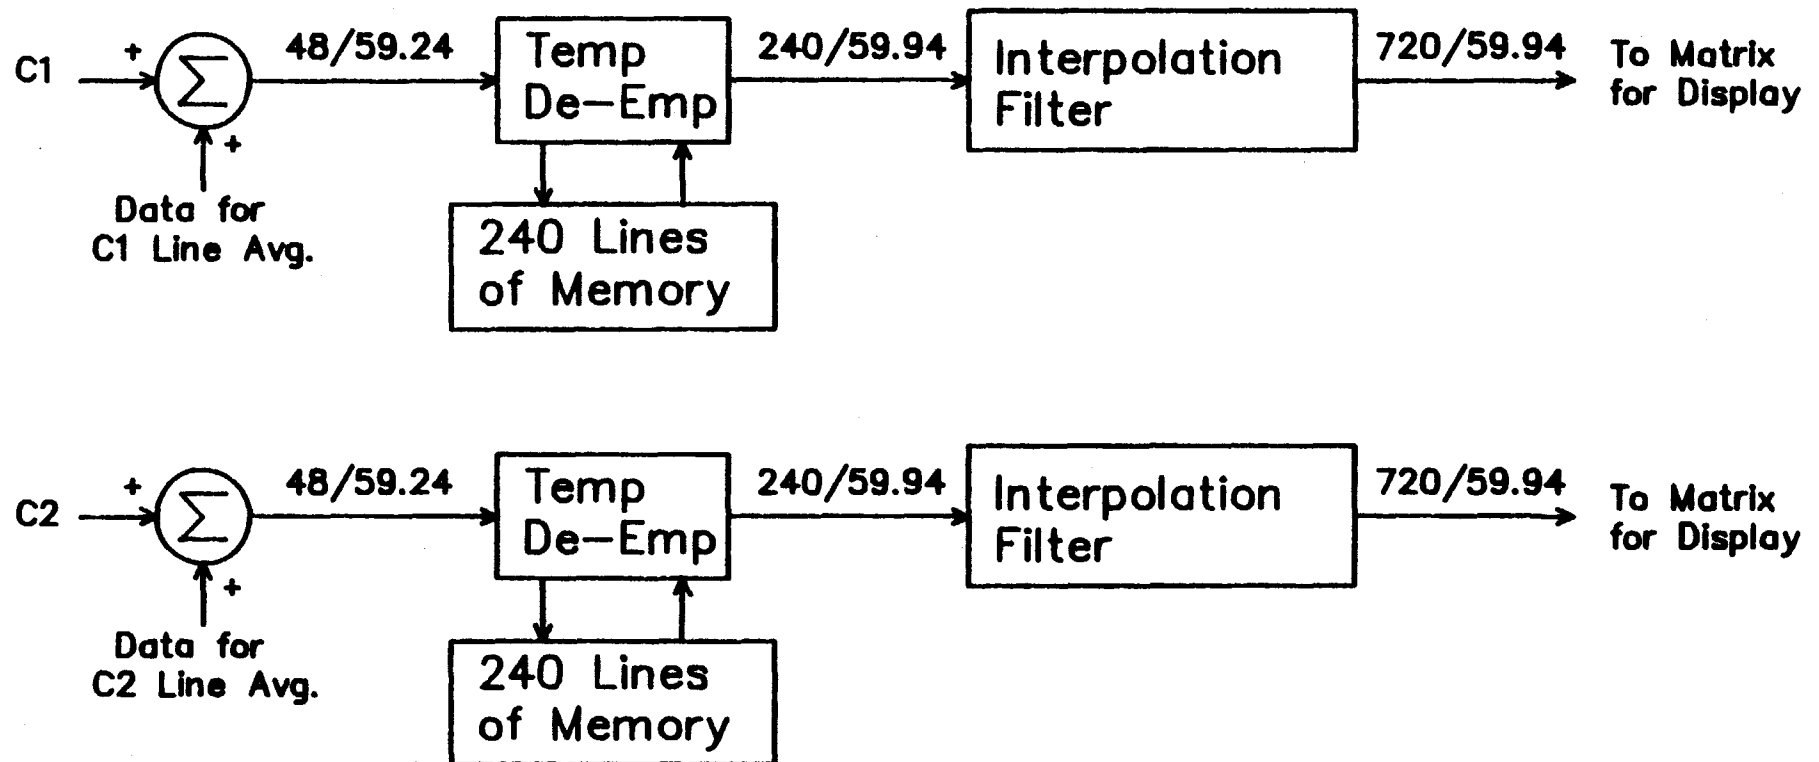 C1
+
Σ
+
Data for
C1 Line Avg.
48/59.24
Temp
De-Emp
240 Lines
of Memory
240/59.94
Interpolation
Filter
720/59.94
To Matrix
for Display
C2
+
Σ
+
Data for
C2 Line Avg.
48/59.24
Temp
De-Emp
240 Lines
of Memory
240/59.94
Interpolation
Filter
720/59.94
To Matrix
for Display